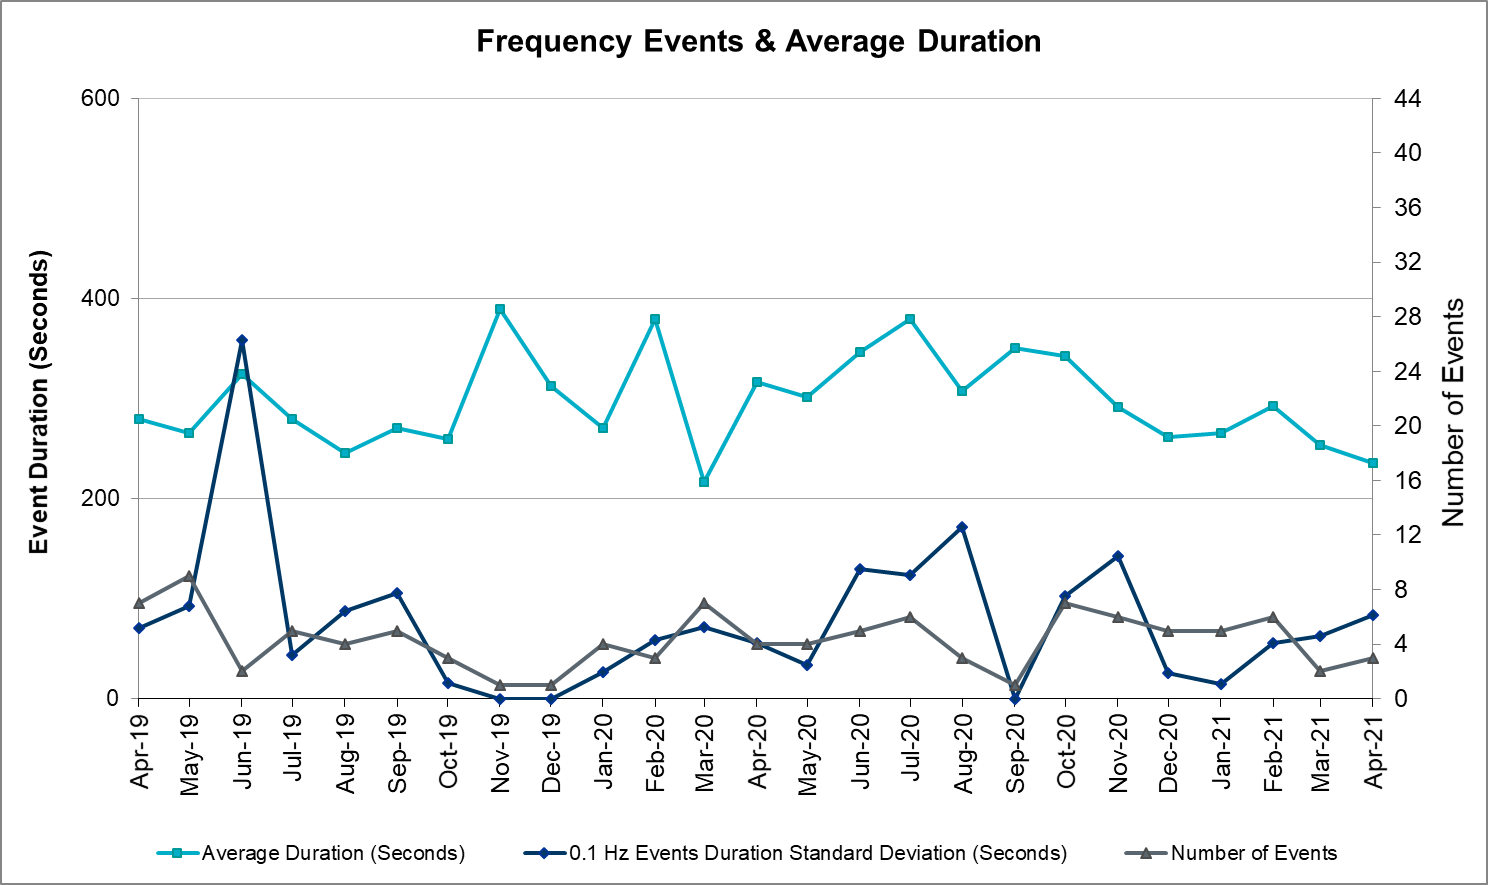 Frequency Events & Average Duration
600
400
200
0
Event Duration (Seconds)
44
40
36
32
28
24
20
16
12
8
4
0
Number of Events
Apr-19
May-19
Jun-19
Jul-19
Aug-19
Sep-19
Oct-19
Nov-19
Dec-19
Jan-20
Feb-20
Mar-20
Apr-20
May-20
Jun-20
Jul-20
Aug-20
Sep-20
Oct-20
Nov-20
Dec-20
Jan-21
Feb-21
Mar-21
Apr-21
Average Duration (Seconds)
0.1 Hz Events Duration Standard Deviation (Seconds)
Number of Events